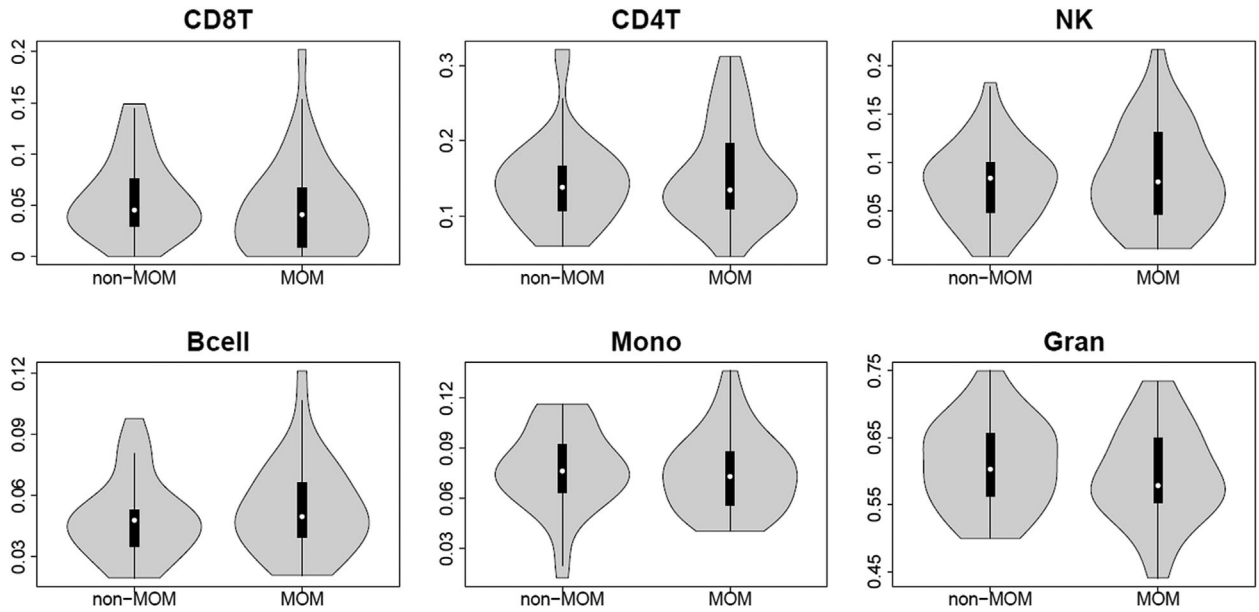 CD8T
0.2
0.15
0.1
0.05
0
non-MOM
MOM
CD4T
0.3
0.2
0.1
non-MOM
MOM
NK
0.2
0.15
0.1
0.05
0
non-MOM
MOM
Bcell
0.12
0.09
0.06
0.03
non-MOM
MOM
Mono
0.12
0.09
0.06
0.03
non-MOM
MOM
Gran
0.75
0.65
0.55
0.45
non-MOM
MOM